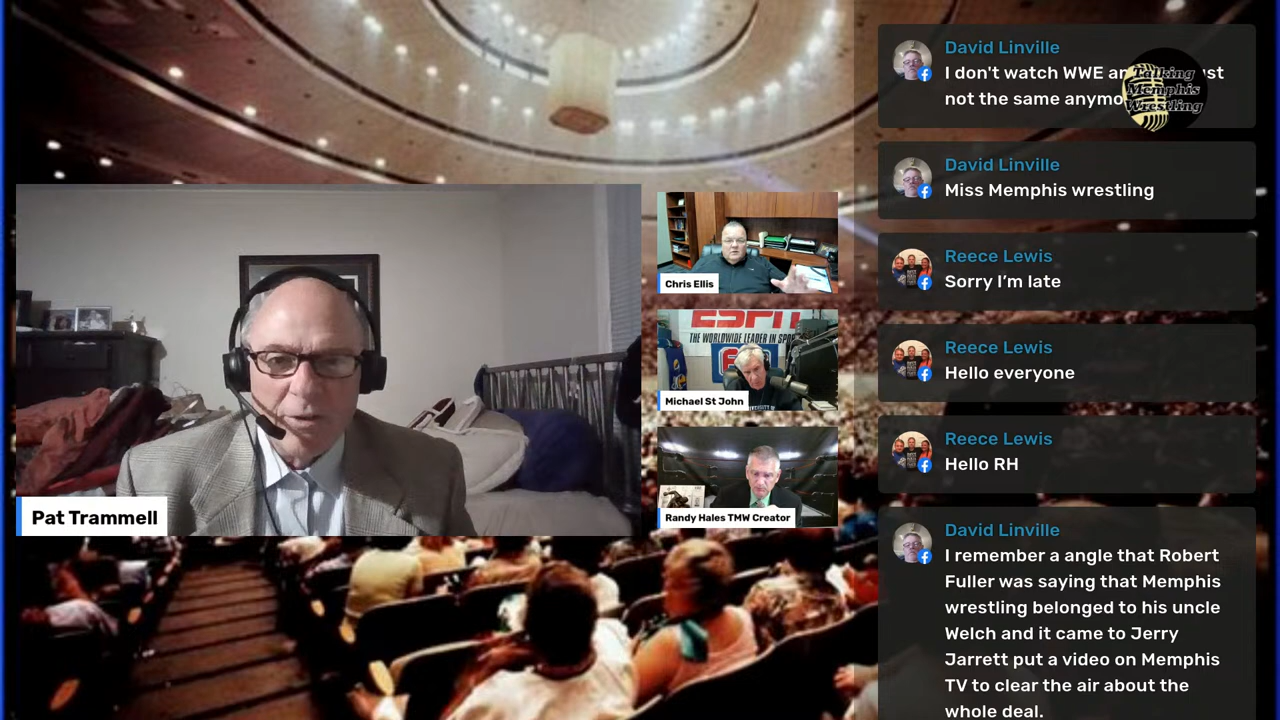 David Linville
I don't watch WWE
not the same
Talking
Memphis
Wrestling
David Linville
Miss Memphis wrestling
Reece Lewis
Sorry I’m late
Reece Lewis
Hello everyone
Reece Lewis
Hello RH
David Linville
I remember a angle that Robert
Fuller was saying that Memphis
wrestling belonged to his uncle
Welch and it came to Jerry
Jarrett put a video on Memphis
TV to clear the air about the
whole deal.
Chris Ellis
ESPN
THE WORLDWIDE LEADER IN
Michael St John
Randy Hales TMW Creator
Pat Trammell